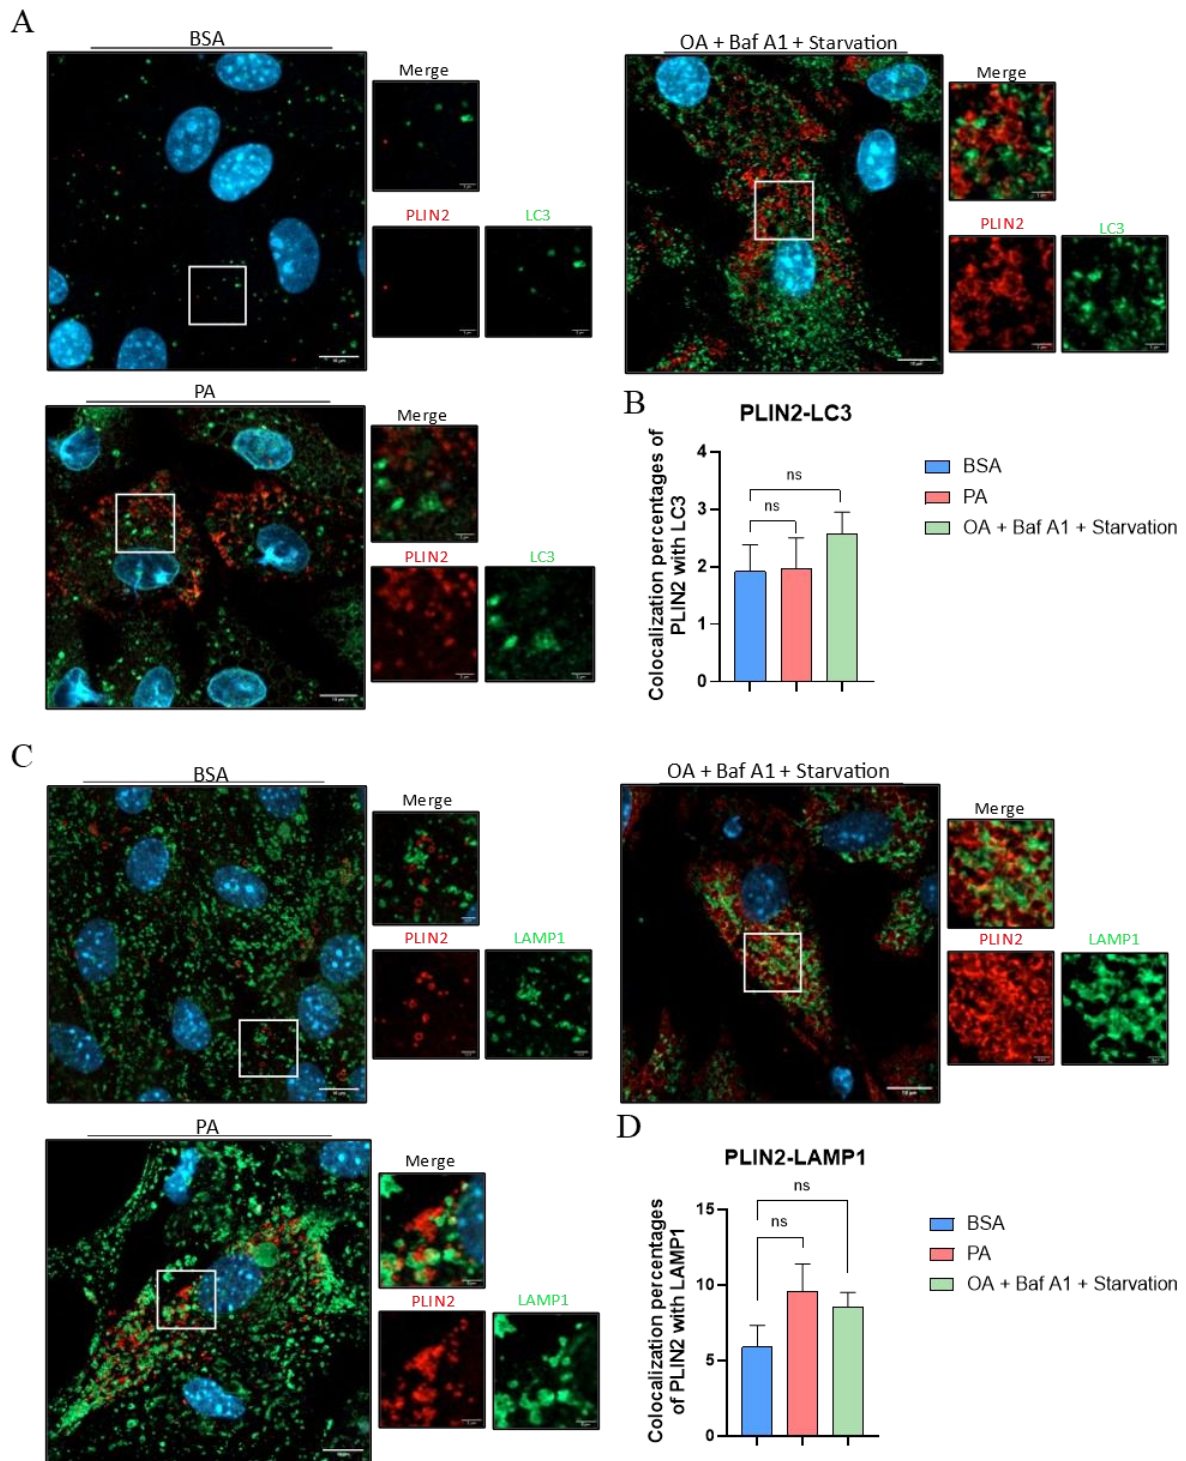 A
BSA
Merge
PLIN2
LC3
OA + Baf A1 + Starvation
Merge
PLIN2
LC3
PA
Merge
PLIN2
LC3
B
PLIN2-LC3
Colocalization percentages of
PLIN2 with LC3
4
3
2
1
0
ns
ns
BSA
PA
OA + Baf A1 + Starvation
C
BSA
Merge
PLIN2
LAMP1
OA + Baf A1 + Starvation
Merge
PLIN2
LAMP1
PA
Merge
PLIN2
LAMP1
D
PLIN2-LAMP1
Colocalization percentages
of PLIN2 with LAMP1
15
10
5
0
ns
ns
BSA
PA
OA + Baf A1 + Starvation